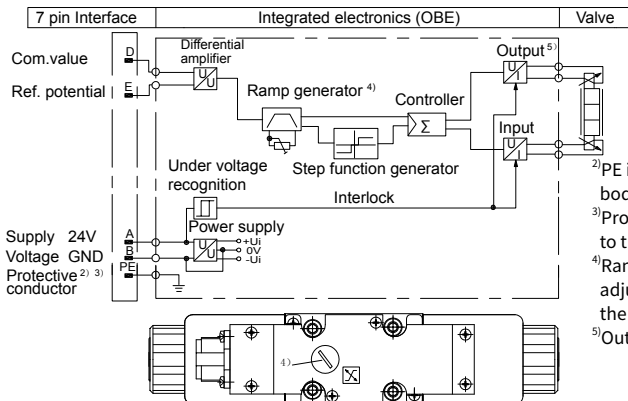 7 pin Interface
Integrated electronics (OBE)
Valve
Com.value
D
Differential
amplifier
U
U
Output 5)
U
I
Ref. potential
E
Ramp generator 4)
Controller
Σ
Input
U
I
Step function generator
Under voltage
recognition
Interlock
Power supply
U
U
+Ui
0V
-Ui
Supply 24V
A
Voltage GND
B
Protective 2) 3)
PE
conductor
2)PE i
bod
3)Pro
to t
4)Ran
adju
the
5)Out
4)